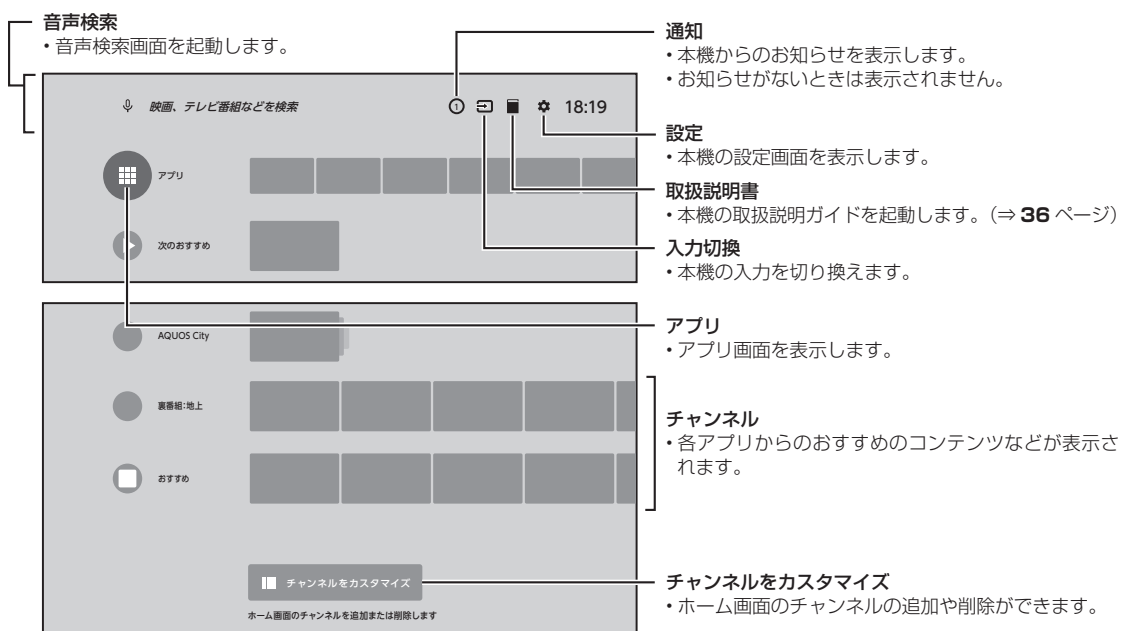 音声検索
• 音声検索画面を起動します。
映画、テレビ番組などを検索
1
18:19
アプリ
次のおすすめ
AQUOS City
裏番組:地上
おすすめ
チャンネルをカスタマイズ
ホーム画面のチャンネルを追加または削除します
通知
• 本機からのお知らせを表示します。
• お知らせがないときは表示されません。
設定
• 本機の設定画面を表示します。
取扱説明書
• 本機の取扱説明ガイドを起動します。(⇒ 36 ページ)
入力切換
• 本機の入力を切り換えます。
アプリ
• アプリ画面を表示します。
チャンネル
• 各アプリからのおすすめのコンテンツなどが表示さ
れます。
チャンネルをカスタマイズ
• ホーム画面のチャンネルの追加や削除ができます。